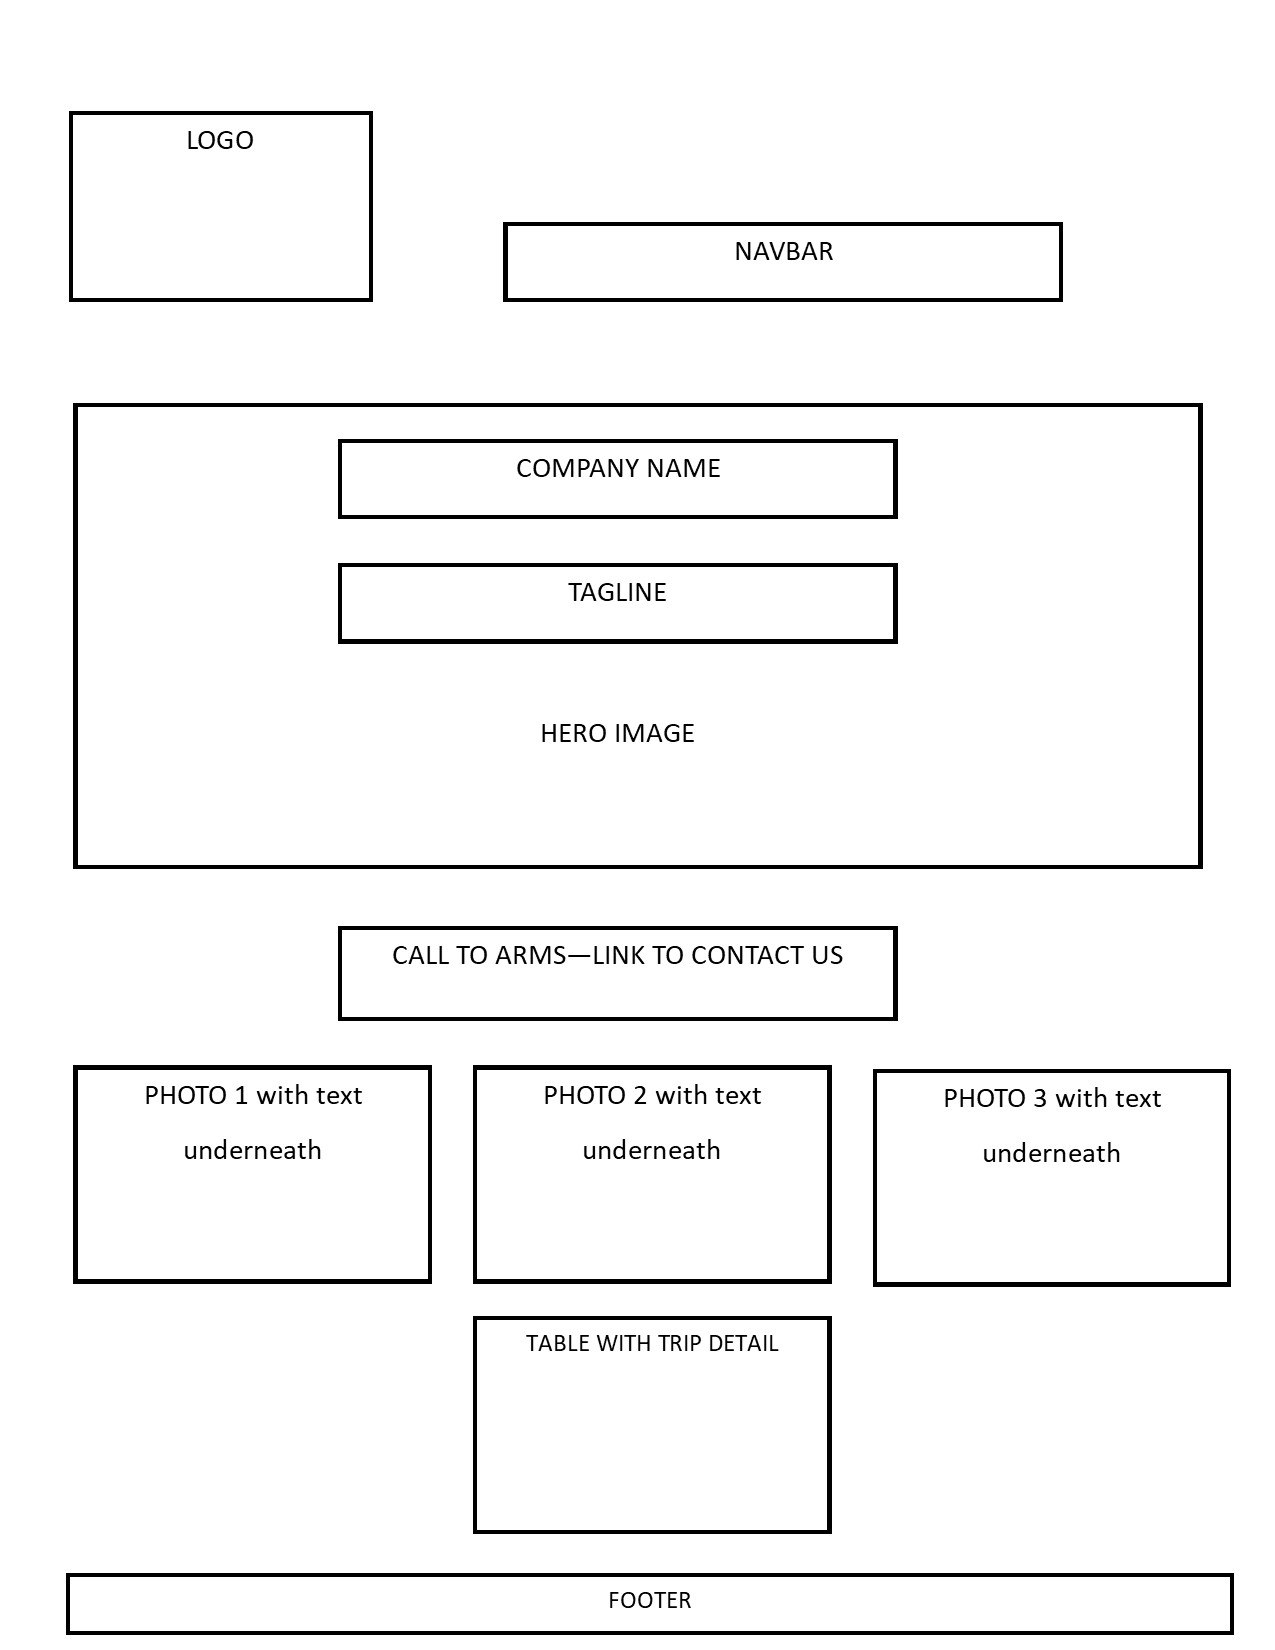 LOGO
NAVBAR
COMPANY NAME
TAGLINE
HERO IMAGE
CALL TO ARMS—LINK TO CONTACT US
PHOTO 1 with text
underneath
PHOTO 2 with text
underneath
PHOTO 3 with text
underneath
TABLE WITH TRIP DETAIL
FOOTER